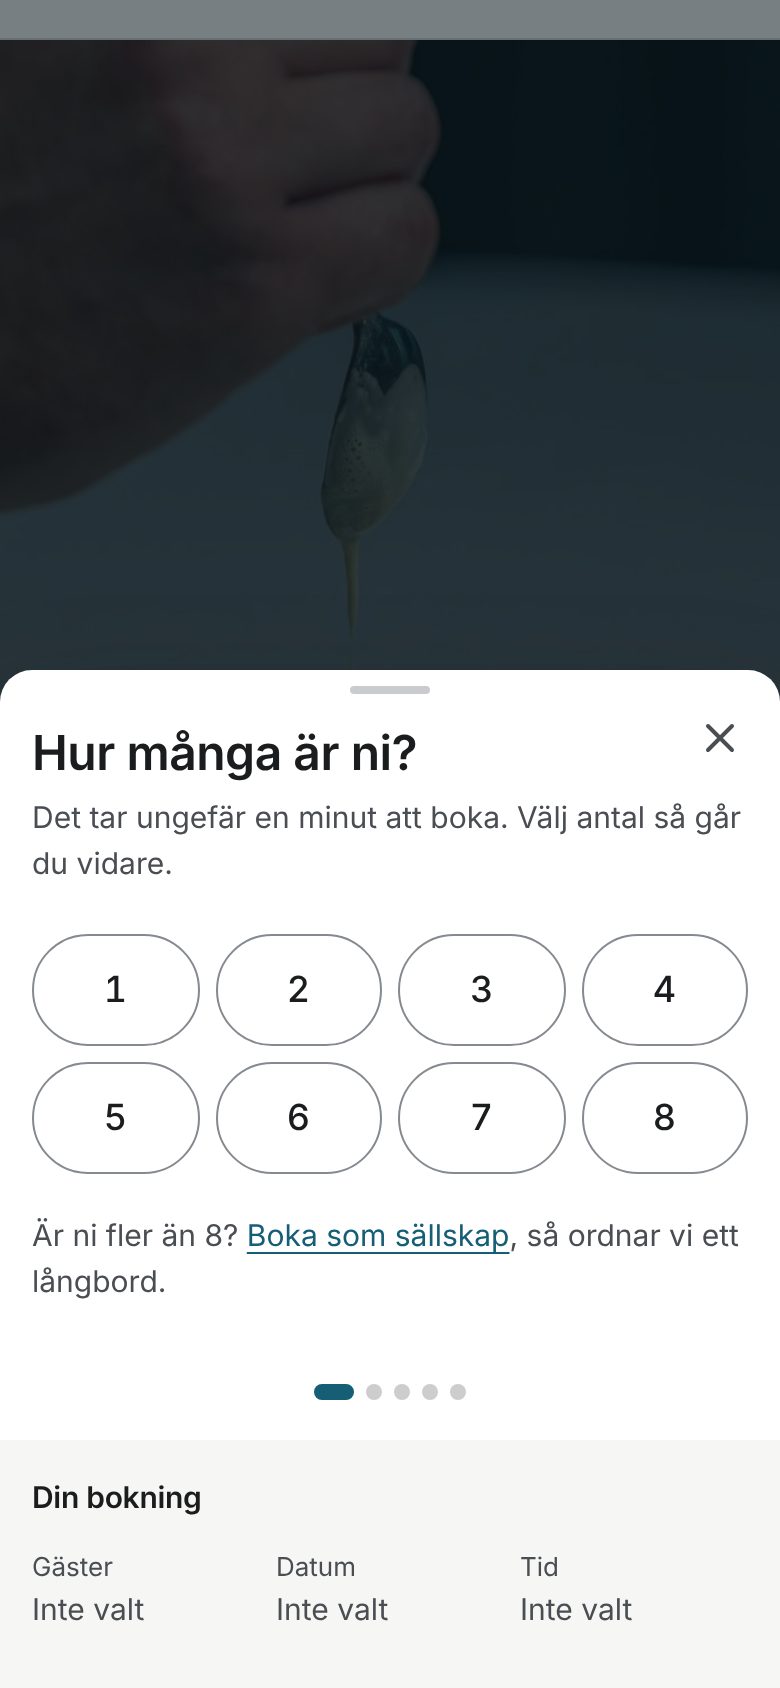 Hur många är ni?
Det tar ungefär en minut att boka. Välj antal så går
du vidare.
1 2 3 4
5 6 7 8
Är ni fler än 8? Boka som sällskap, så ordnar vi ett
långbord.
Din bokning
Gäster Datum Tid
Inte valt Inte valt Inte valt